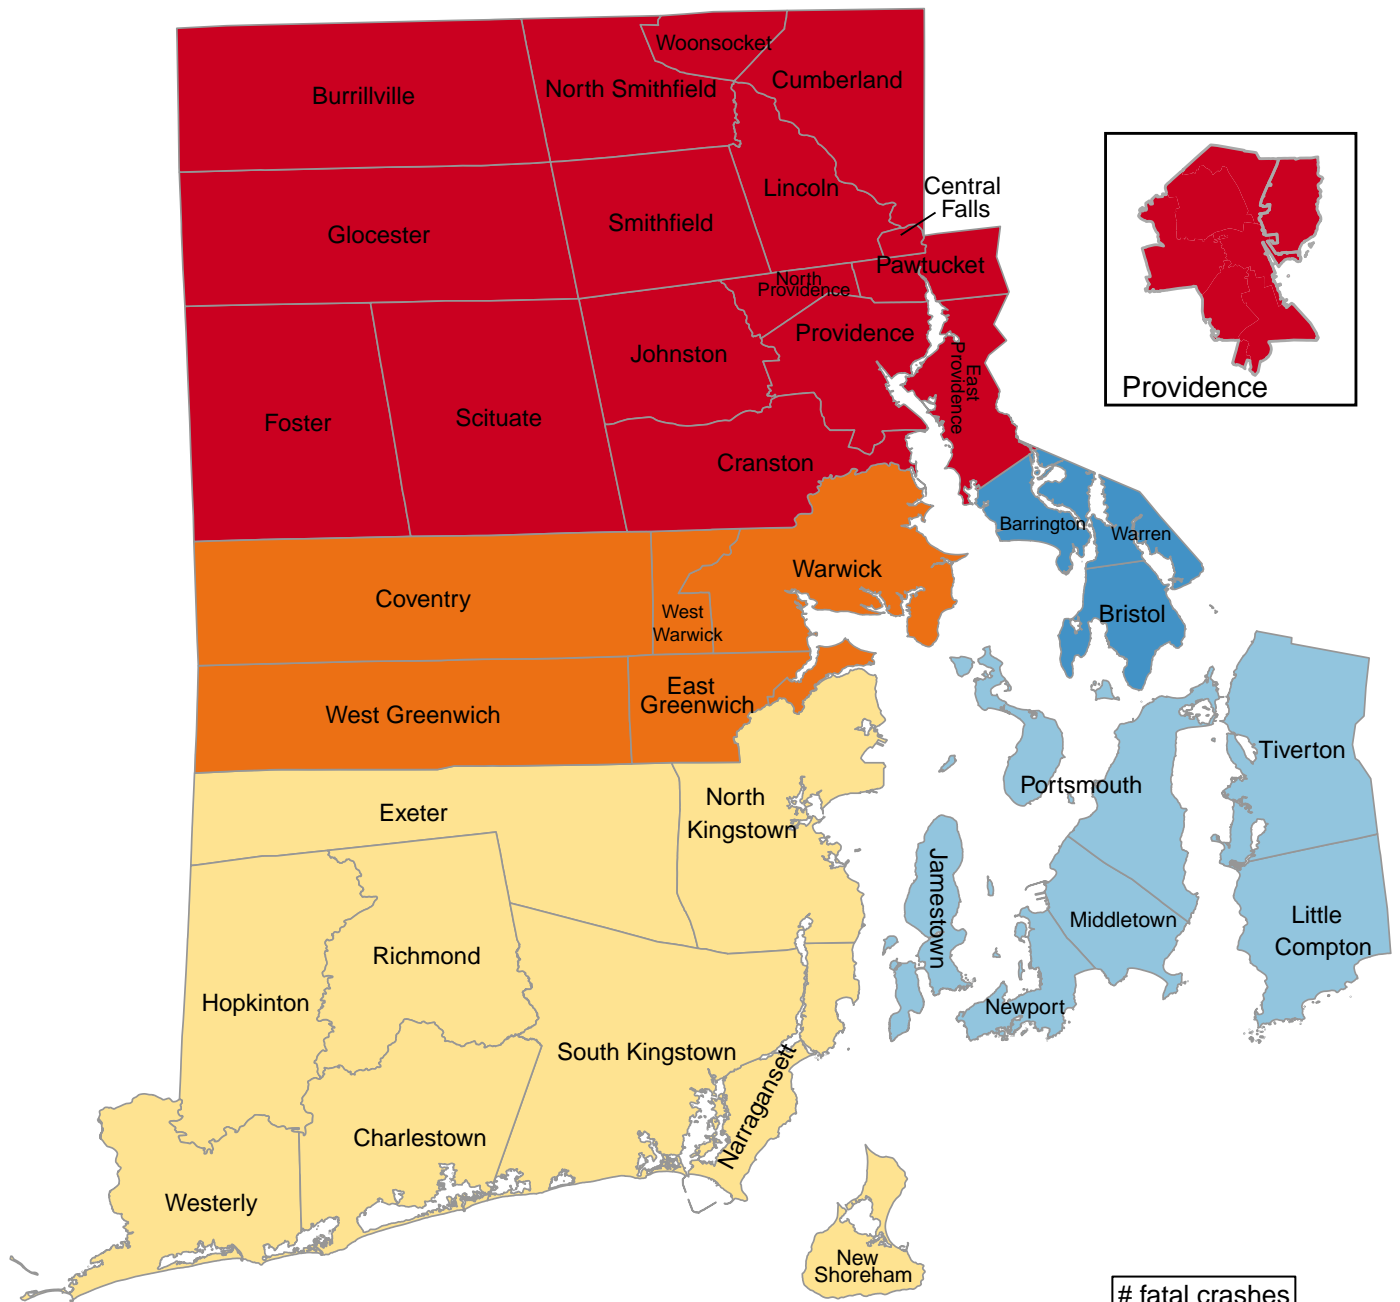 Woonsocket
Cumberland
North Smithfield
Burrillville
Central
Falls
Lincoln
Smithfield
Glocester
Pawtucket
North
Providence
Providence
East
Providence
Johnston
Providence
Scituate
Foster
Cranston
Barrington
Warren
Warwick
Coventry
West
Warwick
Bristol
East
Greenwich
West Greenwich
Tiverton
Portsmouth
North
Kingstown
Exeter
Jamestown
Middletown
Little
Compton
Richmond
Hopkinton
Newport
South Kingstown
Narragansett
Charlestown
Westerly
New
Shoreham
# fatal crashes